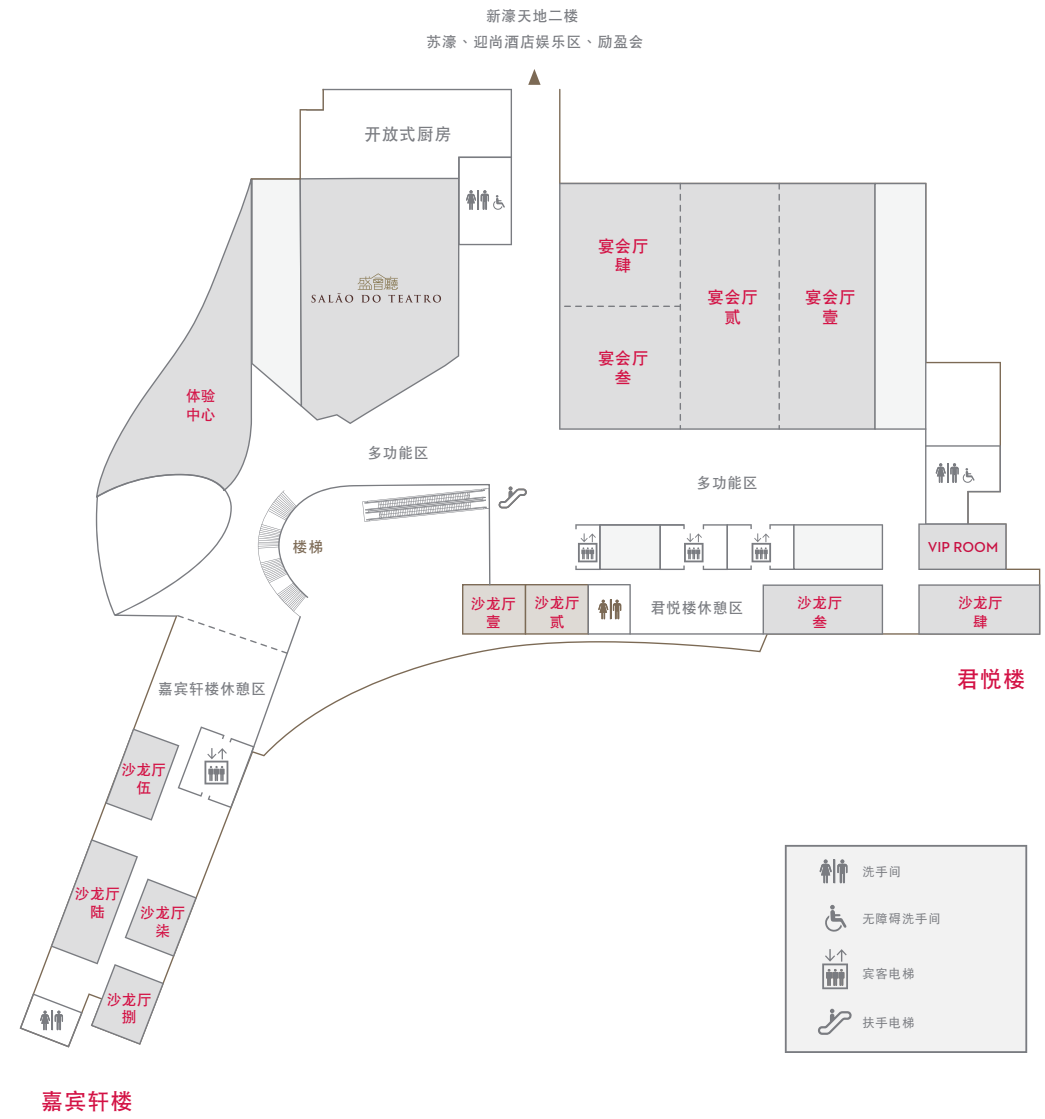 新濠天地二楼
苏濠、迎尚酒店娱乐区、励盈会
开放式厨房
盛會廳
SALÃO DO TEATRO
宴会厅
肆
宴会厅
贰
宴会厅
壹
宴会厅
叁
体验
中心
多功能区
多功能区
楼梯
VIP ROOM
沙龙厅
壹
沙龙厅
贰
君悦楼休憩区
沙龙厅
叁
沙龙厅
肆
君悦楼
嘉宾轩楼休憩区
沙龙厅
伍
沙龙厅
陆
沙龙厅
柒
沙龙厅
捌
嘉宾轩楼
洗手间
无障碍洗手间
宾客电梯
扶手电梯